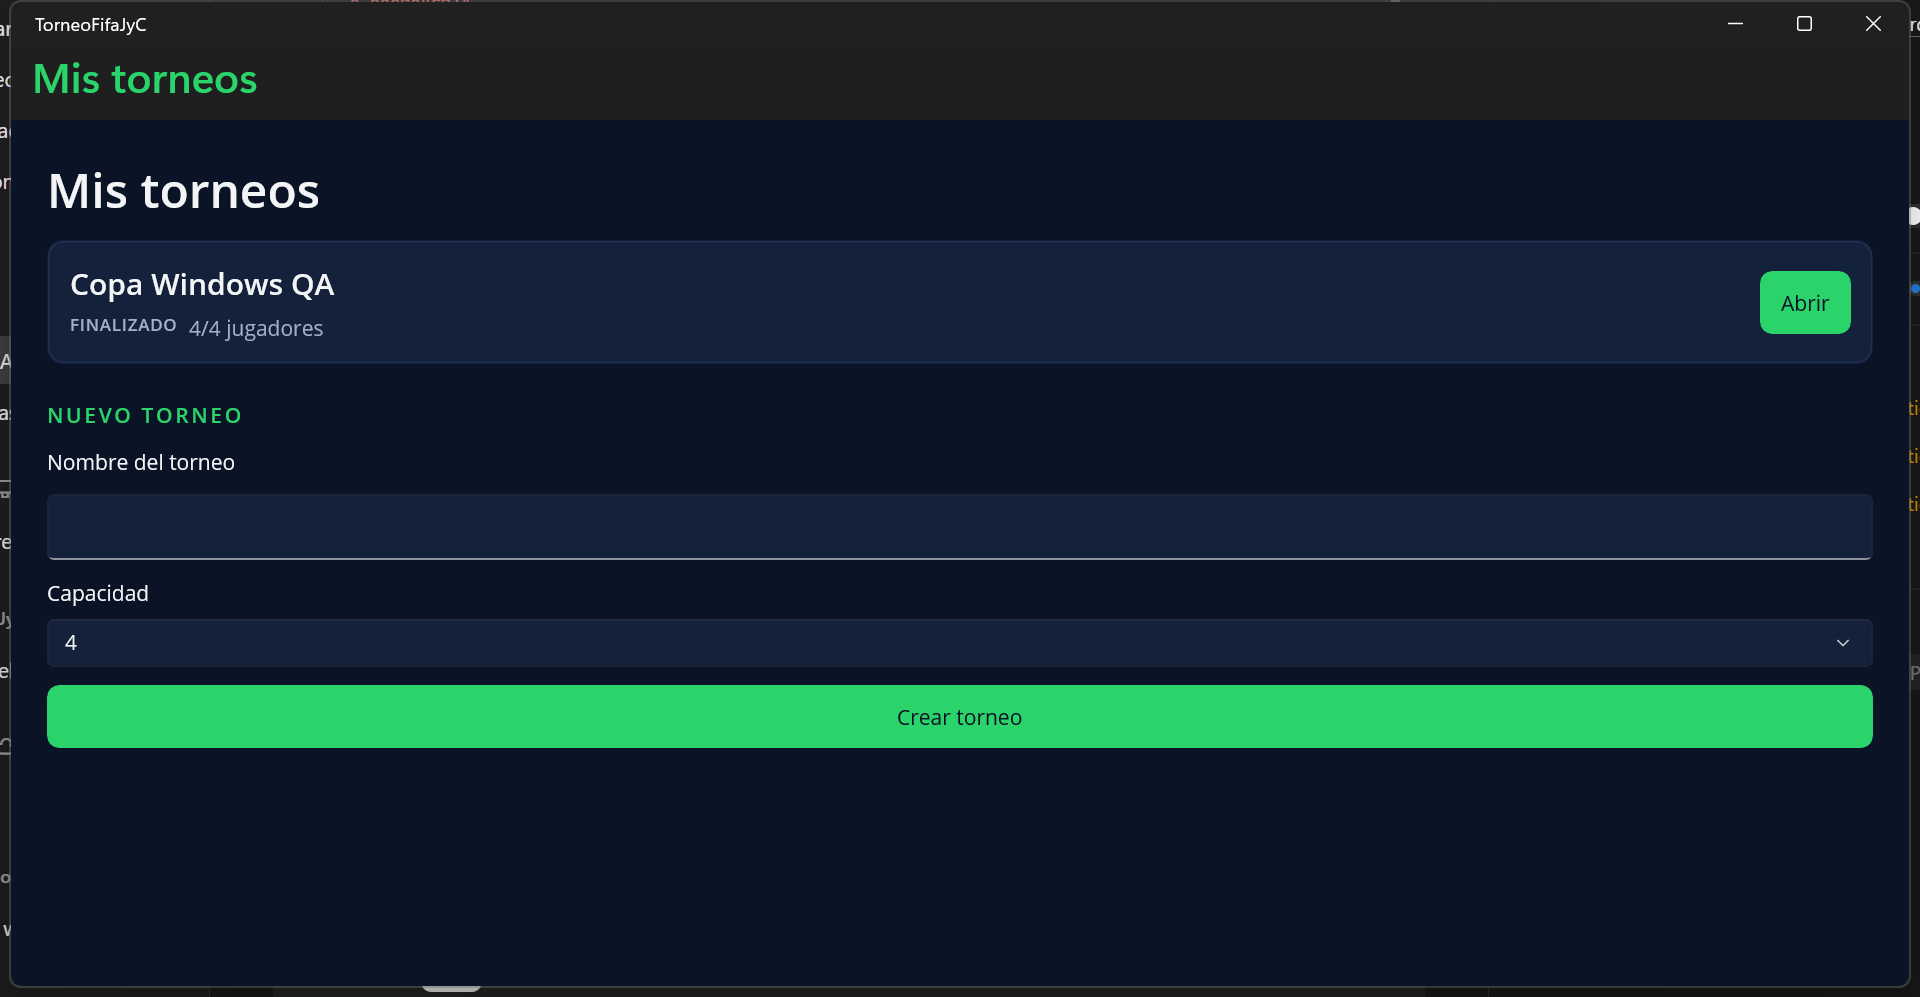 TorneoFifaJyC
Mis torneos
Mis torneos
Copa Windows QA
FINALIZADO 4/4 jugadores
Abrir
NUEVO TORNEO
Nombre del torneo
Capacidad
4
Crear torneo